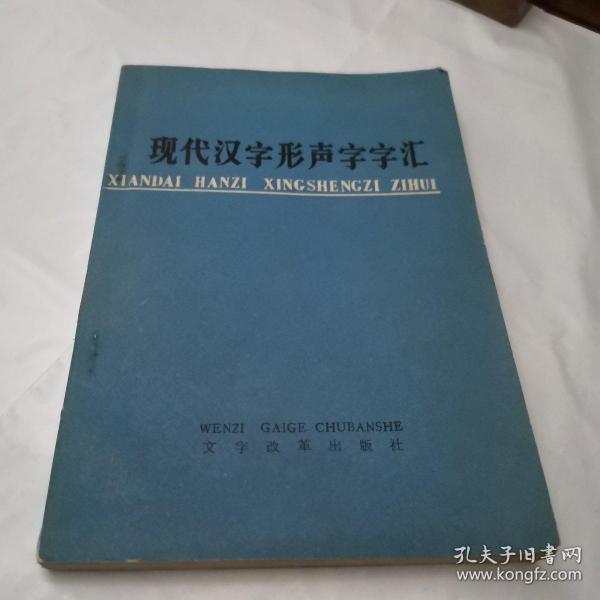 现代汉字形声字字汇
XIANDAI HANZI XINGSHENGZI ZIHUI
WENZI GAIGE CHUBANSHE
文字改革出版社
孔夫子旧书网
www.kongfz.com